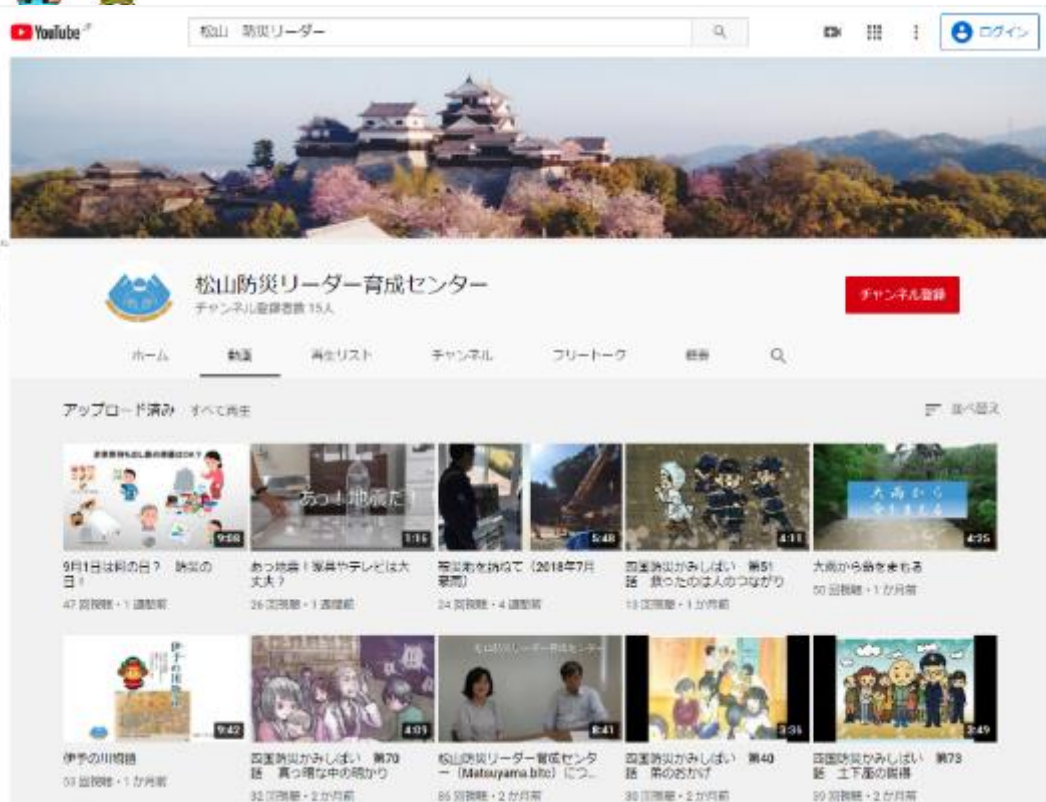 YouTube JP
松山 防災リーダー
ログイン
松山防災リーダー育成センター
チャンネル登録者数 15人
チャンネル登録
ホーム
動画
再生リスト
チャンネル
フリートーク
概要
アップロード済み
すべて再生
並べ替え
9:08
あっ！地震だ！
1:16
5:48
4:11
大雨から
命をまもる
4:25
9月1日は何の日？ 防災の
日！
47 回視聴・1 週間前
あっ地震！家具やテレビは大
丈夫？
26 回視聴・1 週間前
被災地を訪ねて（2018年7月
豪雨）
24 回視聴・4 週間前
四国防災かみしばい 第51
話 救ったのは人のつながり
13 回視聴・1 か月前
大雨から命をまもる
50 回視聴・1 か月前
9:42
4:09
松山防災リーダー育成センター
8:41
3:36
3:49
伊予の川物語
53 回視聴・1 か月前
四国防災かみしばい 第70
話 真っ暗な中の明かり
32 回視聴・2 か月前
松山防災リーダー育成センタ
ー（Matsuyama.bltc）につ...
86 回視聴・2 か月前
四国防災かみしばい 第40
話 弟のおかげ
30 回視聴・2 か月前
四国防災かみしばい 第73
話 土下座の説得
39 回視聴・2 か月前